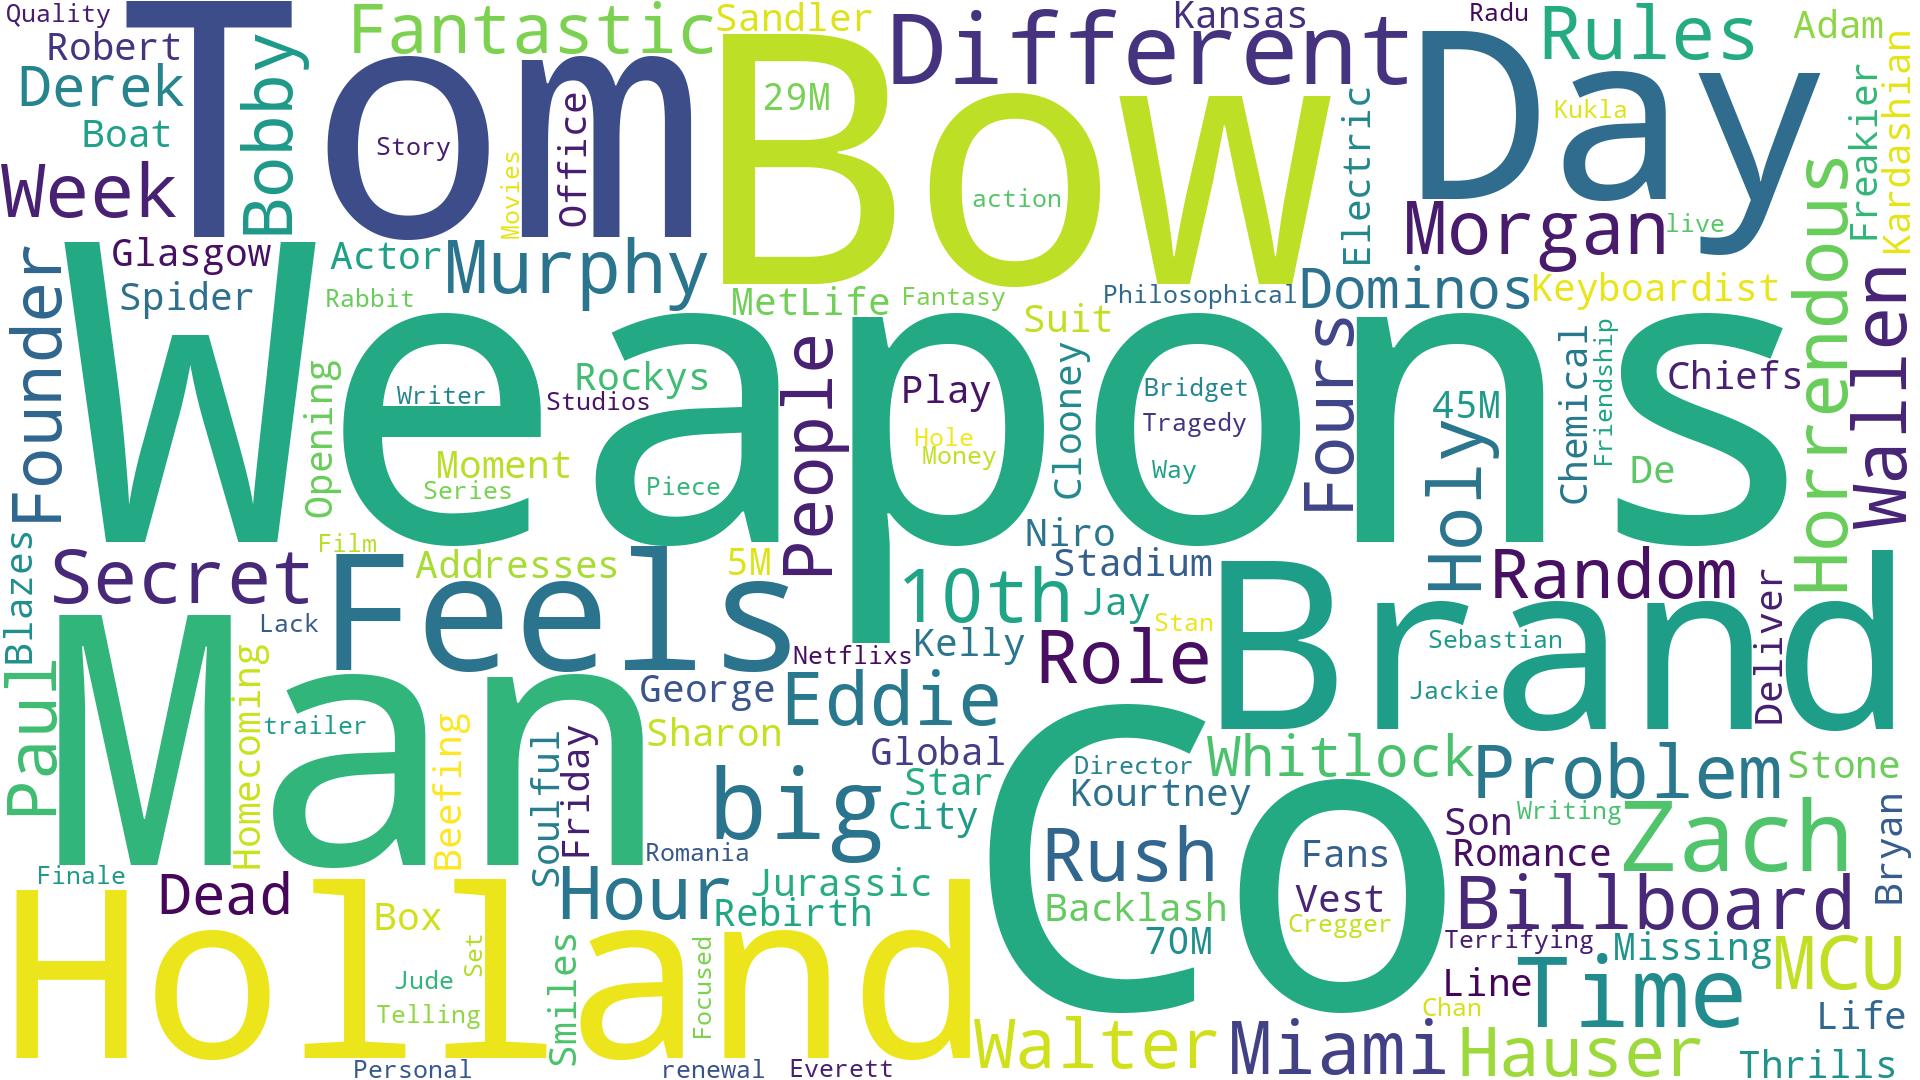 Quality
Tom
Fantastic
Sandler
Bow
Different
Kansas
Radu
Day
Rules
Adam
Robert
Derek
Boat
Week
Bobby
Story
Movies
Office
29M
action
Electric
Kukla
Freakier
Kardashian
Morgan
live
Horrendous
Glasgow
Spider
Founder
Actor
Rabbit
Murphy
MetLife
Fantasy
Philosophical
Suit
Dominos
Keyboardist
Wallen
Weapons
Opening
Writer
Rockys
Studios
People
Play
Clooney
Bridget
Tragedy
Fours
Holy
45M
Chemical
Friendship
Chiefs
Moment
Series
Piece
Hole
Money
Way
De
Niro
Blazes
Secret
Film
Feels
Addresses
5M
10th
Stadium
Jay
Stan
Brand
Random
Deliver
Lack
Man
Netflixs
Kelly
Role
Sebastian
Jackie
Paul
Homecoming
trailer
Beefing
Soulful
Friday
George
Sharon
Eddie
Global
Star
City
big
Co
Director
Kourtney
Whitlock
Problem
Stone
Romania
Rush
Fans
Son
Writing
Romance
Zach
Bryan
Finale
Dead
Hour
Jurassic
Rebirth
Backlash
Vest
Cregger
Billboard
Holland
Box
Set
Jude
Telling
Smiles
Focused
70M
Terrifying
Missing
MCU
Line
Time
Chan
Life
Personal
renewal
Everett
Walter
Miami
Hauser
Thrills